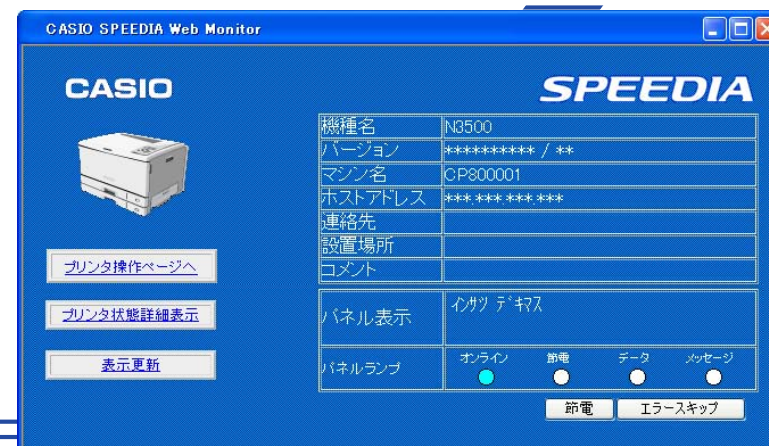 CASIO SPEEDIA Web Monitor
CASIO
SPEEDIA
機種名 N3500
バージョン ********** / **
マシン名 CP800001
ホストアドレス ***.***.***.***
連絡先
設置場所
コメント
プリンタ操作ページへ
プリンタ状態詳細表示
表示更新
パネル表示 インサツ デキマス
パネルランプ オンライン 節電 データ メッセージ
節電 エラースキップ